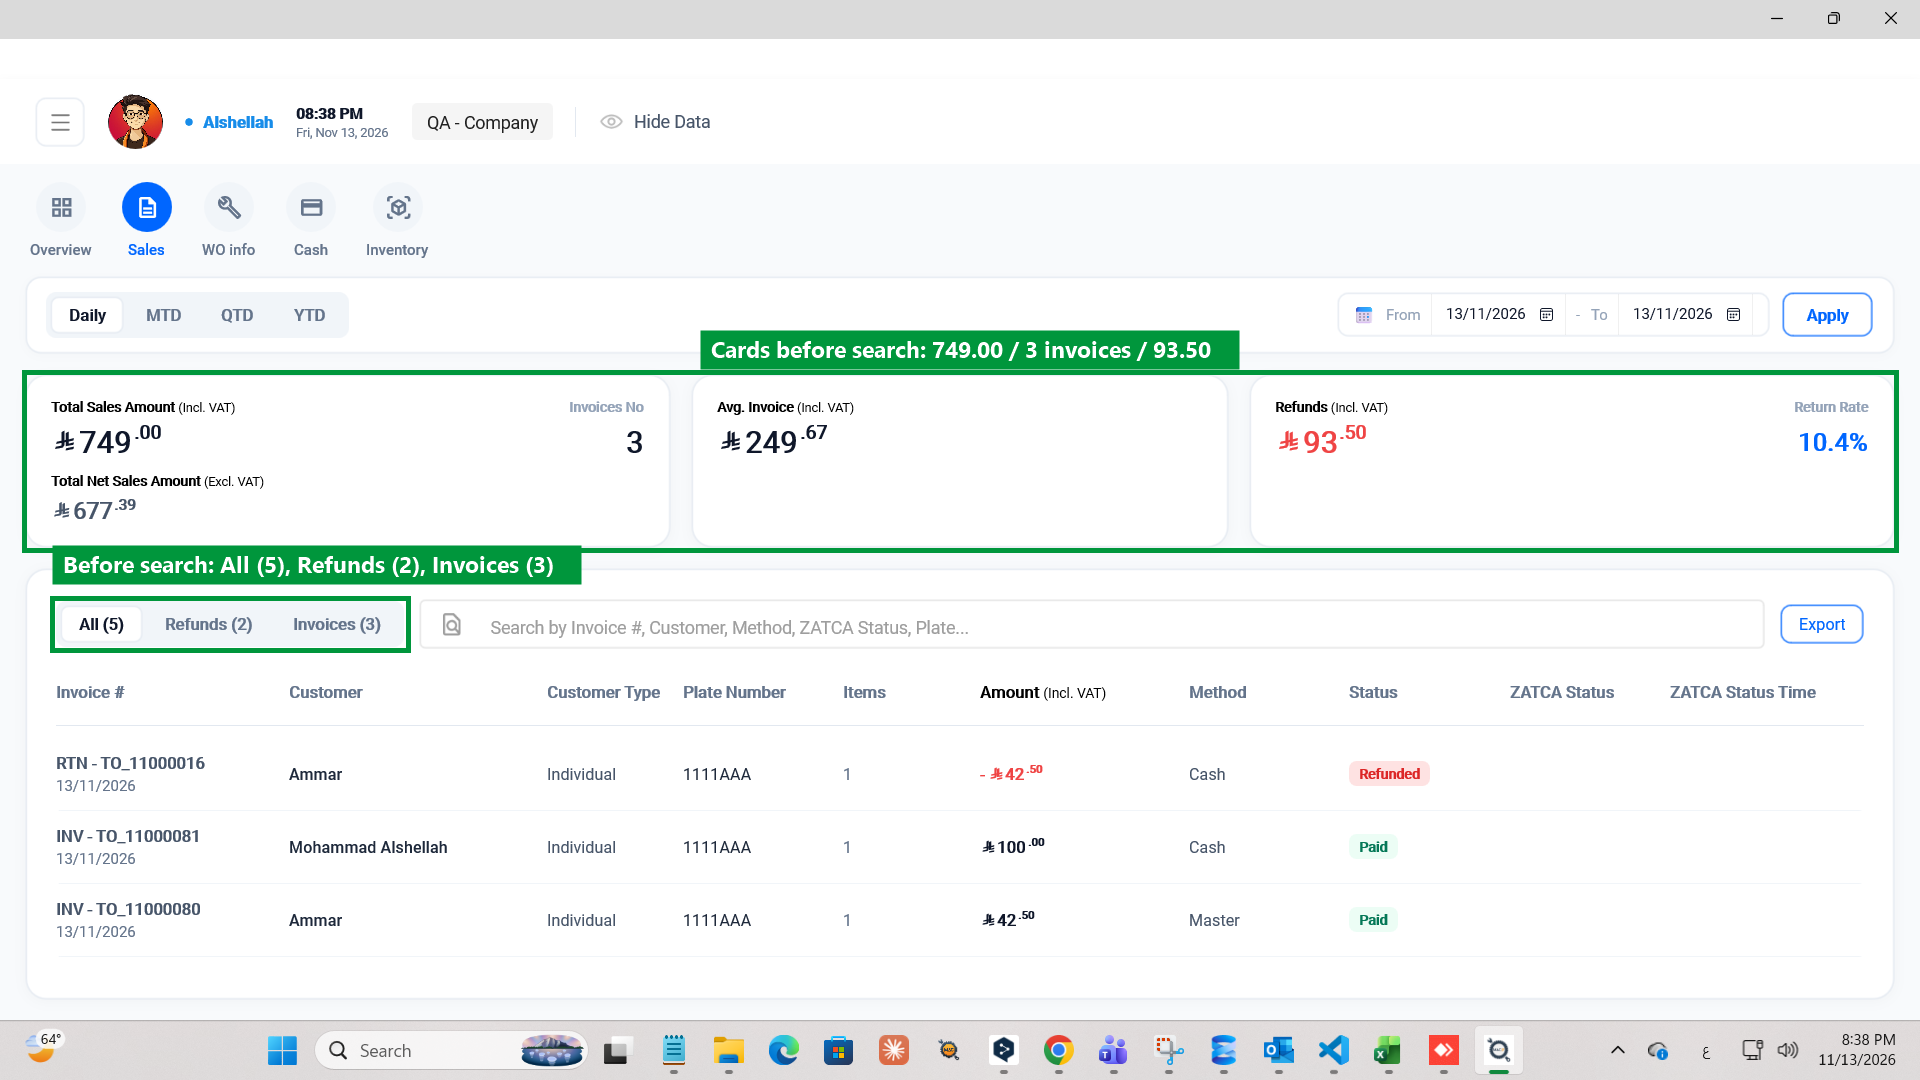 Alshellah
08:38 PM
Fri, Nov 13, 2026
QA - Company
Hide Data
Overview
Sales
WO info
Cash
Inventory
Daily MTD QTD YTD
From 13/11/2026 - To 13/11/2026
Apply
Cards before search: 749.00 / 3 invoices / 93.50
Total Sales Amount (Incl. VAT) Invoices No
749.00 3
Total Net Sales Amount (Excl. VAT)
677.39
Avg. Invoice (Incl. VAT)
249.67
Refunds (Incl. VAT) Return Rate
93.50 10.4%
Before search: All (5), Refunds (2), Invoices (3)
All (5) Refunds (2) Invoices (3)
Search by Invoice #, Customer, Method, ZATCA Status, Plate...
Export
Invoice # Customer Customer Type Plate Number Items Amount (Incl. VAT) Method Status ZATCA Status ZATCA Status Time
RTN - TO_11000016
13/11/2026
Ammar Individual 1111AAA 1 - 42.50 Cash Refunded
INV - TO_11000081
13/11/2026
Mohammad Alshellah Individual 1111AAA 1 100.00 Cash Paid
INV - TO_11000080
13/11/2026
Ammar Individual 1111AAA 1 42.50 Master Paid
64°
Search
ع
8:38 PM
11/13/2026